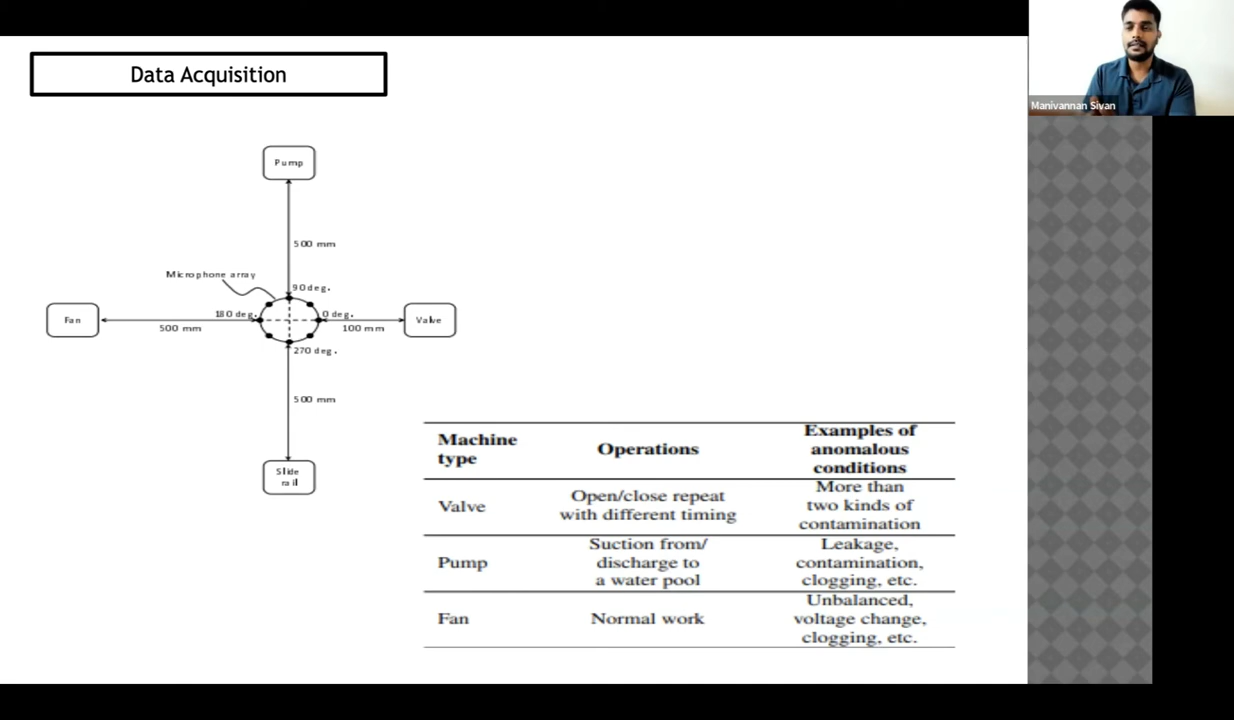 Manivannan Sivan
Data Acquisition
Pump
500 mm
Microphone array
90 deg.
Fan
180 deg.
0 deg.
Valve
500 mm
100 mm
270 deg.
500 mm
Slide
rail
Machine
type
Operations
Examples of
anomalous
conditions
Valve
Open/close repeat
with different timing
More than
two kinds of
contamination
Pump
Suction from/
discharge to
a water pool
Leakage,
contamination,
clogging, etc.
Fan
Normal work
Unbalanced,
voltage change,
clogging, etc.